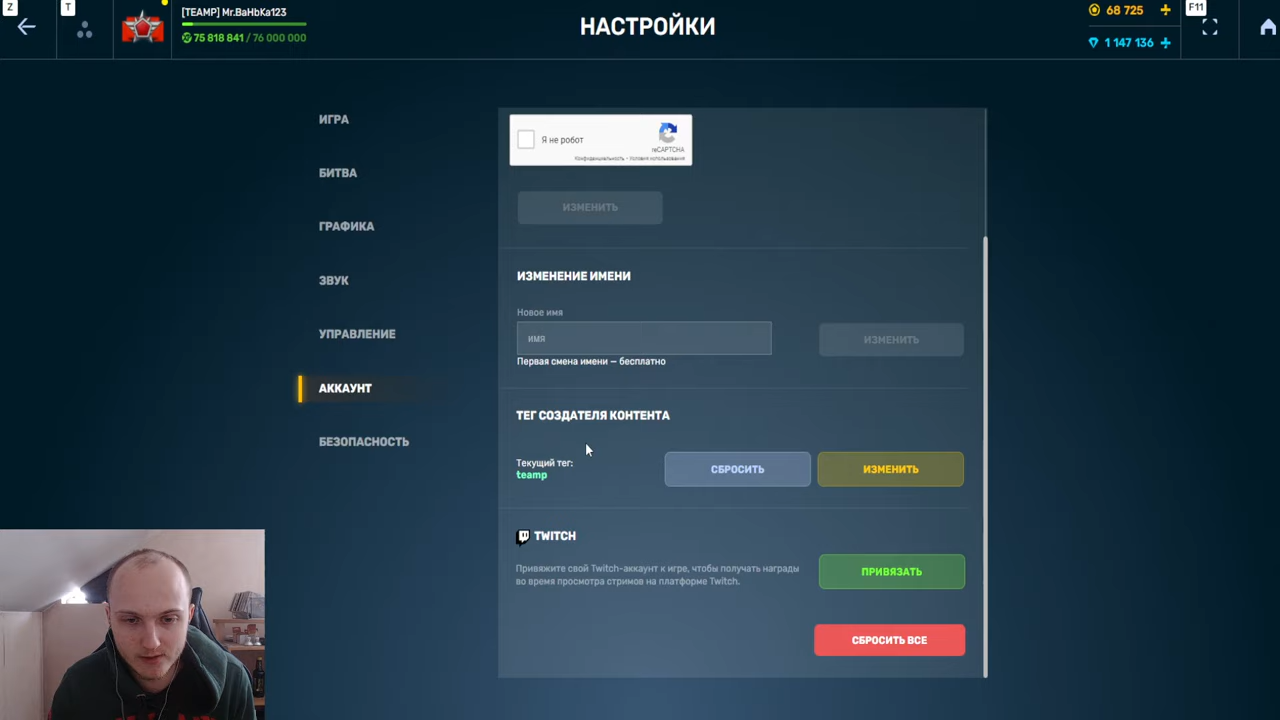 Z
T
[TEAMP] Mr.BaHbKa123
75 818 841 / 76 000 000
НАСТРОЙКИ
68 725
1 147 136
F11
ИГРА
БИТВА
ГРАФИКА
ЗВУК
УПРАВЛЕНИЕ
АККАУНТ
БЕЗОПАСНОСТЬ
Я не робот
reCAPTCHA
Конфиденциальность - Условия использования
ИЗМЕНИТЬ
ИЗМЕНЕНИЕ ИМЕНИ
Новое имя
имя
ИЗМЕНИТЬ
Первая смена имени — бесплатно
ТЕГ СОЗДАТЕЛЯ КОНТЕНТА
Текущий тег:
teamp
СБРОСИТЬ
ИЗМЕНИТЬ
TWITCH
Привяжите свой Twitch-аккаунт к игре, чтобы получать награды
во время просмотра стримов на платформе Twitch.
ПРИВЯЗАТЬ
СБРОСИТЬ ВСЕ